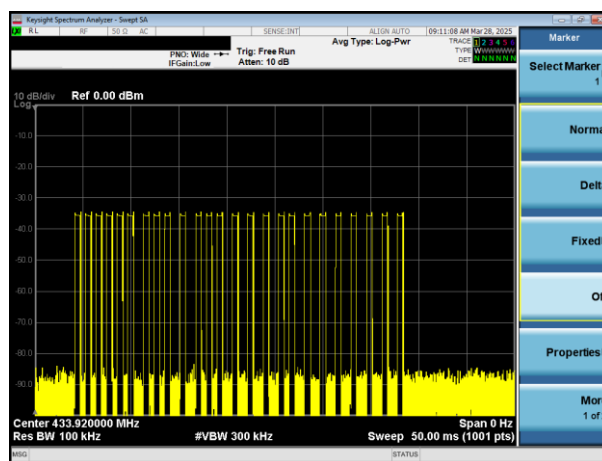 Keysight Spectrum Analyzer - Swept SA
RL RF 50 Ω AC SENSE:INT ALIGN AUTO 09:11:08 AM Mar 28, 2025
Avg Type: Log-Pwr TRACE 1 2 3 4 5 6
PNO: Wide Trig: Free Run TYPE WWWWWW
IFGain:Low Atten: 10 dB DET NNNNNN
10 dB/div Ref 0.00 dBm
Log
-10.0
-20.0
-30.0
-40.0
-50.0
-60.0
-70.0
-80.0
-90.0
Center 433.920000 MHz Span 0 Hz
Res BW 100 kHz #VBW 300 kHz Sweep 50.00 ms (1001 pts)
MSG STATUS
Marker
Select Marker
1
Norma
Delt
Fixed
Of
Properties
Mor
1 of